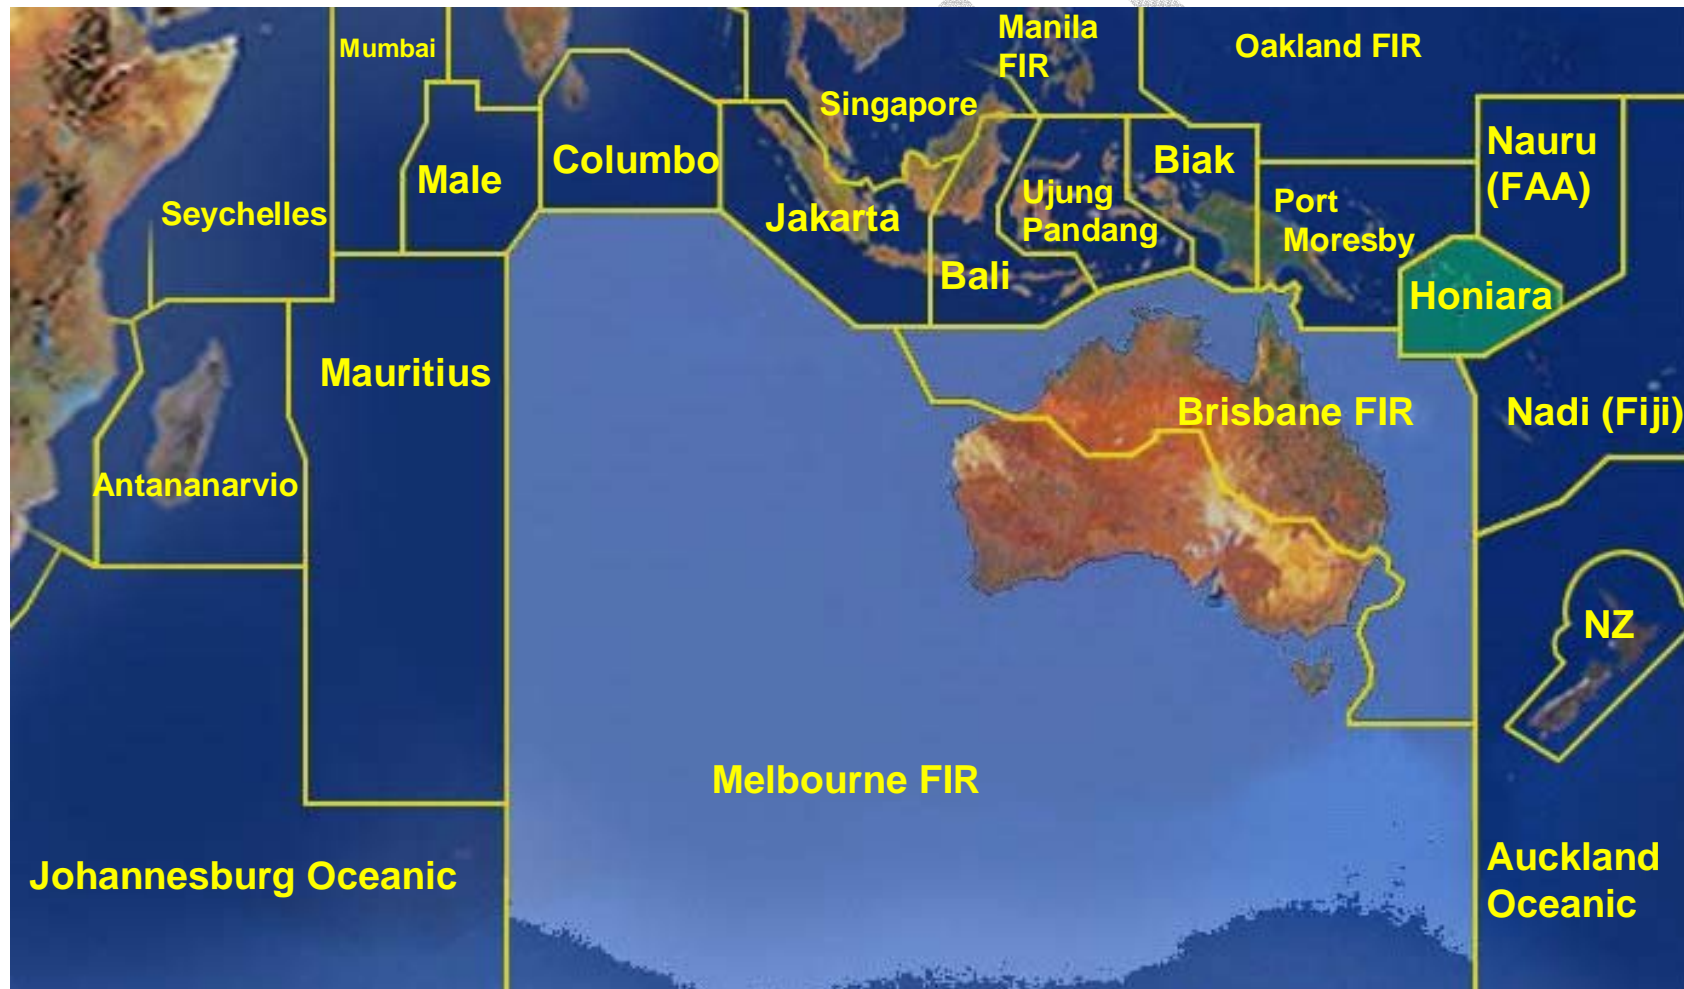 Mumbai
Manila
FIR
Oakland FIR
Singapore
Nauru
(FAA)
Male
Columbo
Biak
Seychelles
Jakarta
Ujung
Pandang
Port
Moresby
Bali
Honiara
Mauritius
Brisbane FIR
Nadi (Fiji)
Antananarvio
NZ
Melbourne FIR
Johannesburg Oceanic
Auckland
Oceanic